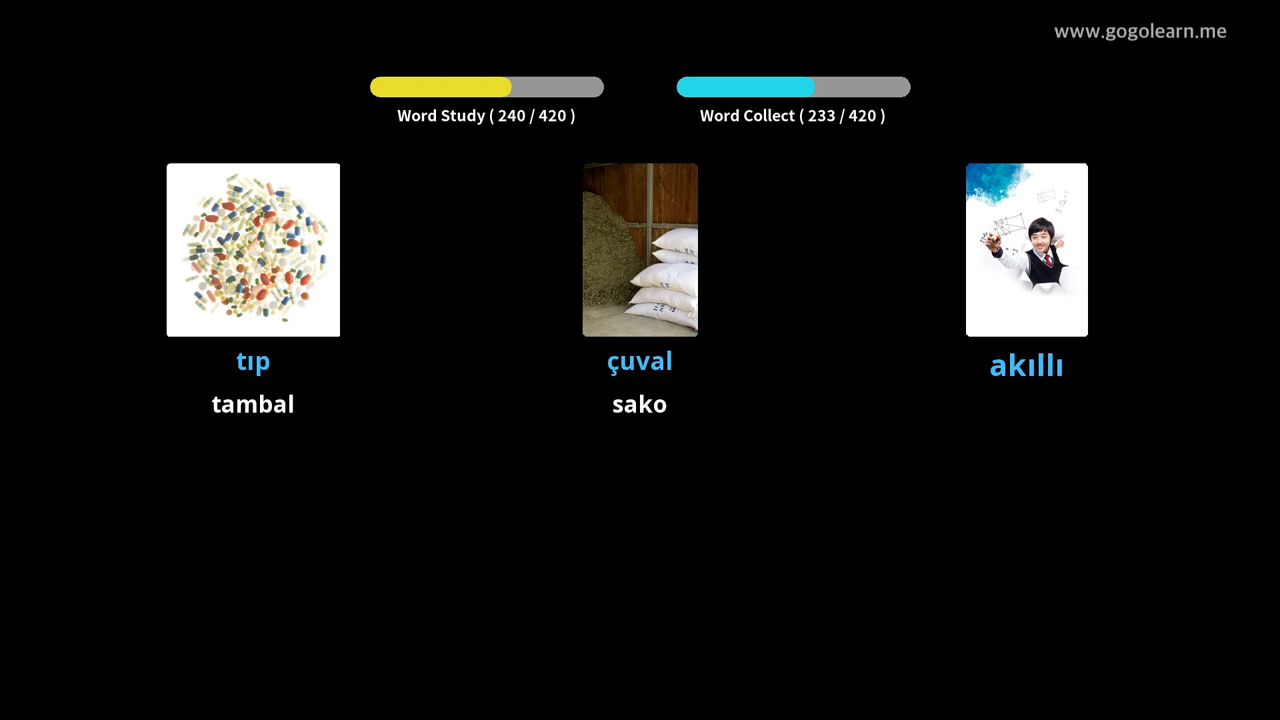 www.gogolearn.me
Word Study ( 240 / 420 )
Word Collect ( 233 / 420 )
tıp
tambal
çuval
sako
akıllı